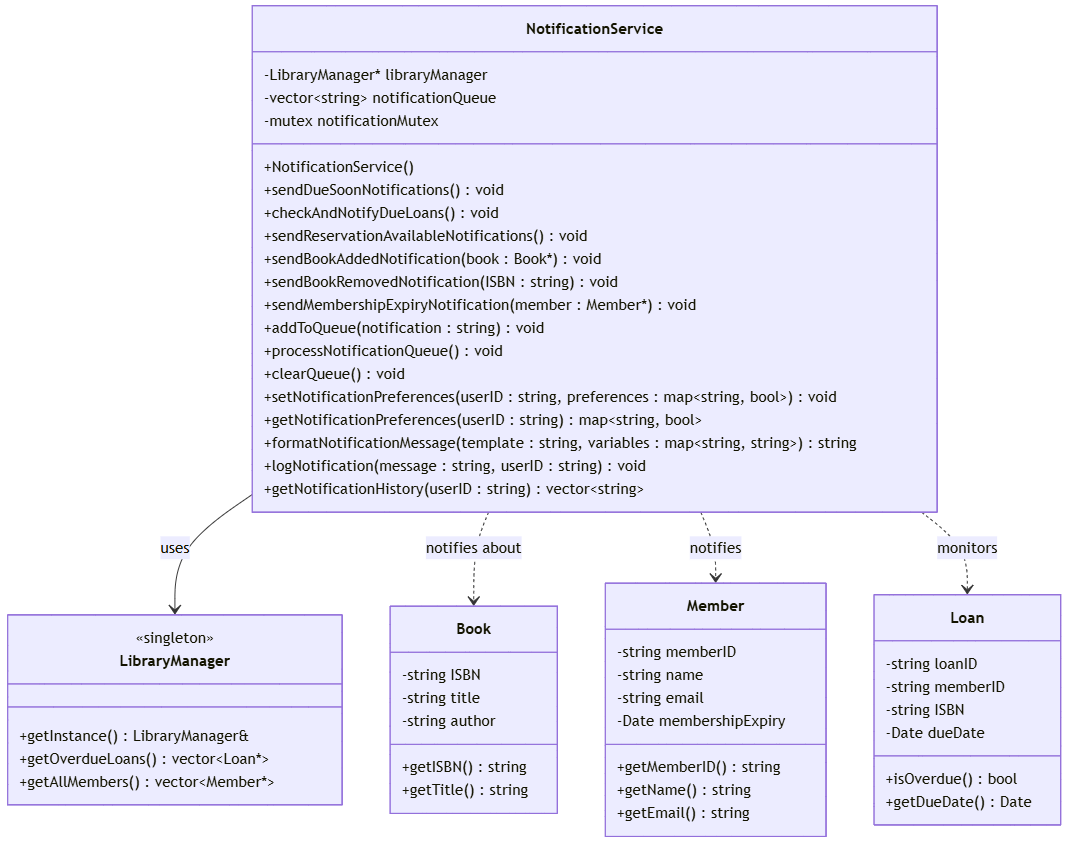 NotificationService
-LibraryManager* libraryManager
-vector<string> notificationQueue
-mutex notificationMutex
+NotificationService()
+sendDueSoonNotifications() : void
+checkAndNotifyDueLoans() : void
+sendReservationAvailableNotifications() : void
+sendBookAddedNotification(book : Book*) : void
+sendBookRemovedNotification(ISBN : string) : void
+sendMembershipExpiryNotification(member : Member*) : void
+addToQueue(notification : string) : void
+processNotificationQueue() : void
+clearQueue() : void
+setNotificationPreferences(userID : string, preferences : map<string, bool>) : void
+getNotificationPreferences(userID : string) : map<string, bool>
+formatNotificationMessage(template : string, variables : map<string, string>) : string
+logNotification(message : string, userID : string) : void
+getNotificationHistory(userID : string) : vector<string>
uses
notifies about
notifies
monitors
«singleton»
LibraryManager
+getInstance() : LibraryManager&
+getOverdueLoans() : vector<Loan*>
+getAllMembers() : vector<Member*>
Book
-string ISBN
-string title
-string author
+getISBN() : string
+getTitle() : string
Member
-string memberID
-string name
-string email
-Date membershipExpiry
+getMemberID() : string
+getName() : string
+getEmail() : string
Loan
-string loanID
-string memberID
-string ISBN
-Date dueDate
+isOverdue() : bool
+getDueDate() : Date